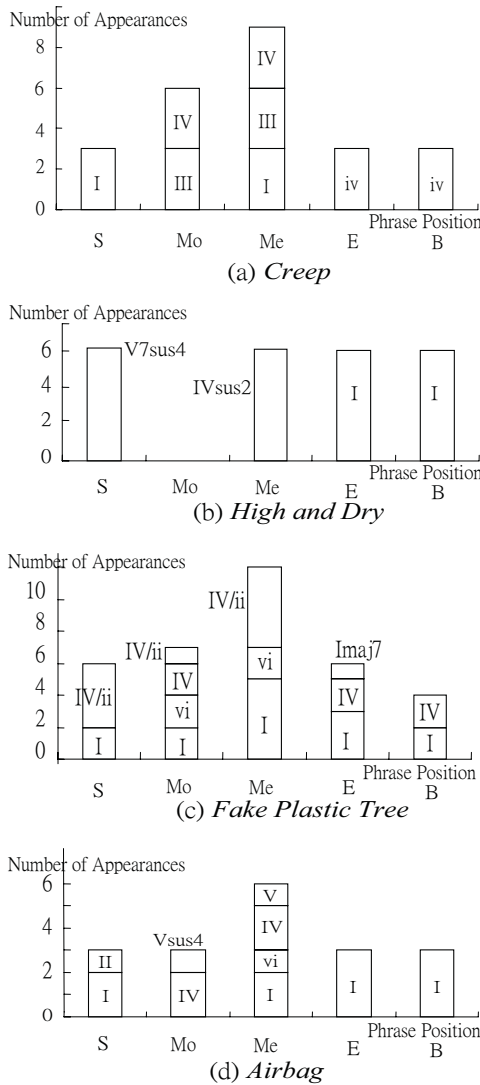 Number of Appearances
8
6
4
2
0
IV
IV III
I III I iv iv
Phrase Position
S Mo Me E B
(a) Creep
Number of Appearances
6
4
2
0
V7sus4
IVsus2 I I
Phrase Position
S Mo Me E B
(b) High and Dry
Number of Appearances
10
8
6
4
2
0
IV/ii
IV/ii Imaj7
IV/ii IV vi IV IV
vi
I I I I I
Phrase Position
S Mo Me E B
(c) Fake Plastic Tree
Number of Appearances
6
4
2
0
V
Vsus4 IV
II vi
I IV I I I
Phrase Position
S Mo Me E B
(d) Airbag